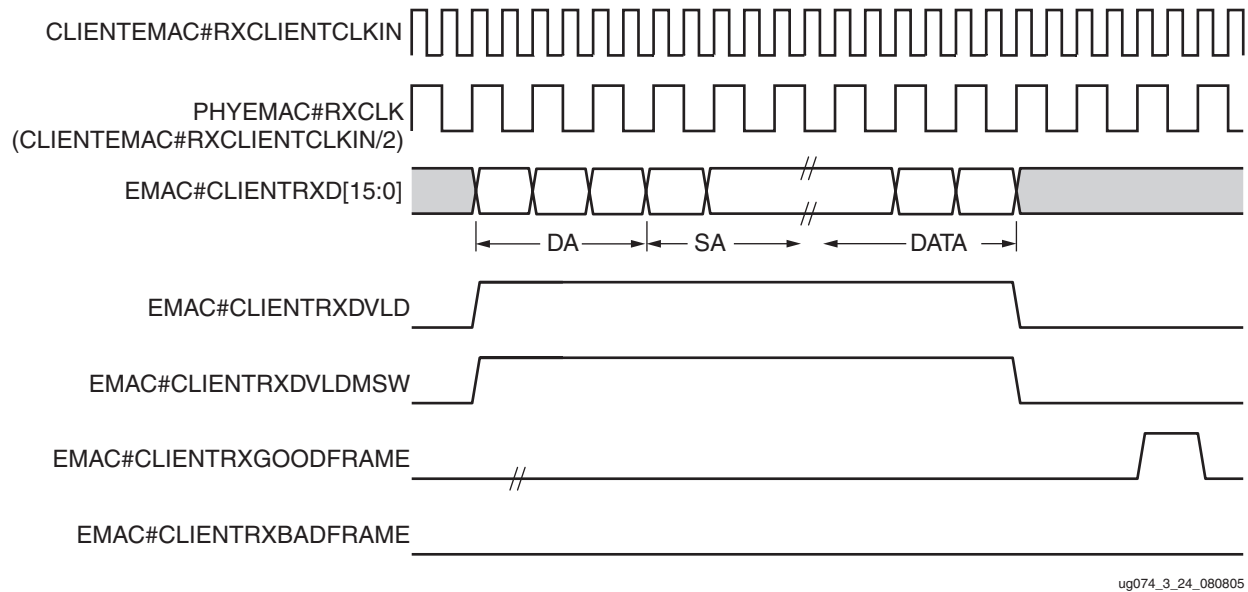 CLIENTEMAC#RXCLIENTCLKIN
PHYEMAC#RXCLK
(CLIENTEMAC#RXCLIENTCLKIN/2)
EMAC#CLIENTRXD[15:0]
DA SA DATA
EMAC#CLIENTRXDVLD
EMAC#CLIENTRXDVLDMSW
EMAC#CLIENTRXGOODFRAME
EMAC#CLIENTRXBADFRAME
ug074_3_24_080805